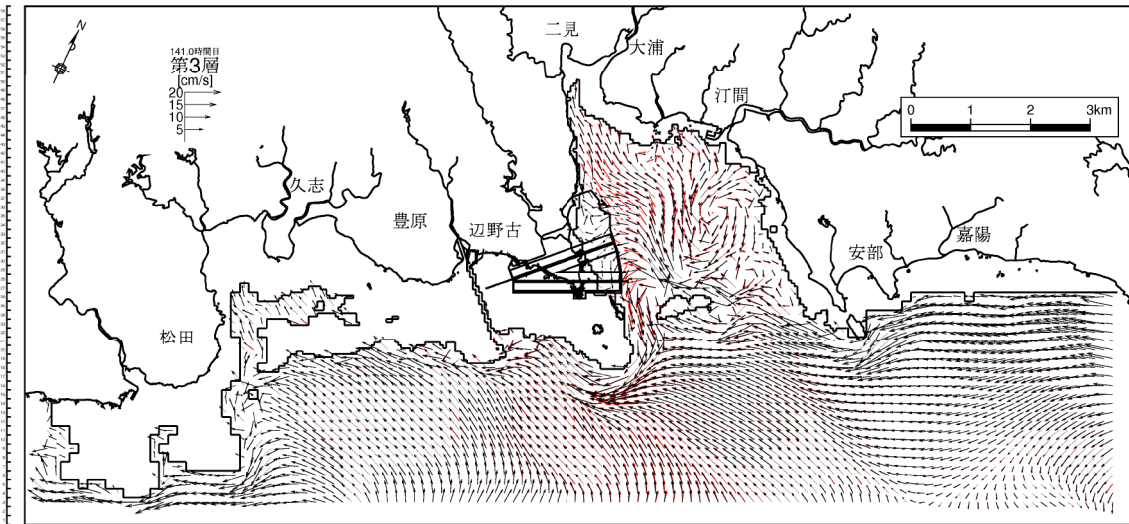 N
141.0時間目
第3層
[cm/s]
20
15
10
5
二見
大浦
汀間
0 1 2 3km
久志
豊原
辺野古
安部
嘉陽
松田